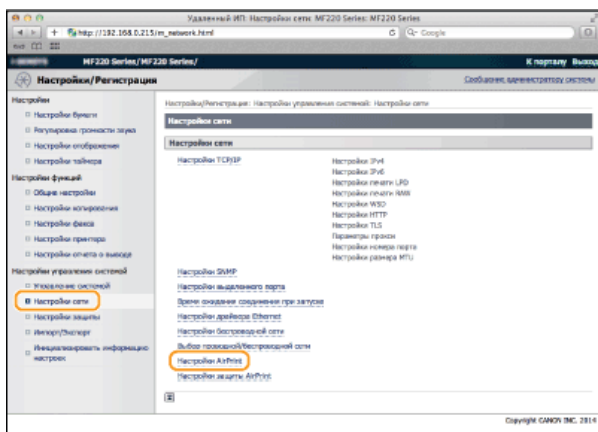 Удаленный ИП: Настройки сети: MF220 Series: MF220 Series
http://192.168.0.215/m_network.html
Google
MF220 Series/MF220 Series/
К порталу Выход
Настройки/Регистрация
Сообщение администратору системы
Настройки
Настройки бумаги
Регулировка громкости звука
Настройки отображения
Настройки таймера
Настройки функций
Общие настройки
Настройки копирования
Настройки факса
Настройки принтера
Настройки отчета о выводе
Настройки управления системой
Управление системой
Настройки сети
Настройки защиты
Импорт/Экспорт
Инициализировать информацию настроек
Настройки/Регистрация: Настройки управления системой: Настройки сети
Настройки сети
Настройки сети
Настройки TCP/IP
Настройки IPv4
Настройки IPv6
Настройки печати LPD
Настройки печати RAW
Настройки WSD
Настройки HTTP
Настройки TLS
Параметры прокси
Настройки номера порта
Настройки размера MTU
Настройки SNMP
Настройки выделенного порта
Время ожидания соединения при запуске
Настройки драйвера Ethernet
Настройки беспроводной сети
Выбор проводной/беспроводной сети
Настройки AirPrint
Настройки защиты AirPrint
Copyright CANON INC. 2014